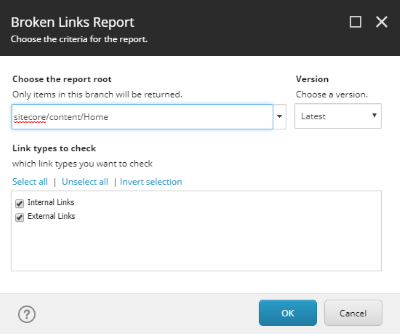 Broken Links Report
Choose the criteria for the report.
Choose the report root
Only items in this branch will be returned.
sitecore/content/Home
Version
Choose a version.
Latest
Link types to check
which link types you want to check
Select all | Unselect all | Invert selection
Internal Links
External Links
?
OK
Cancel